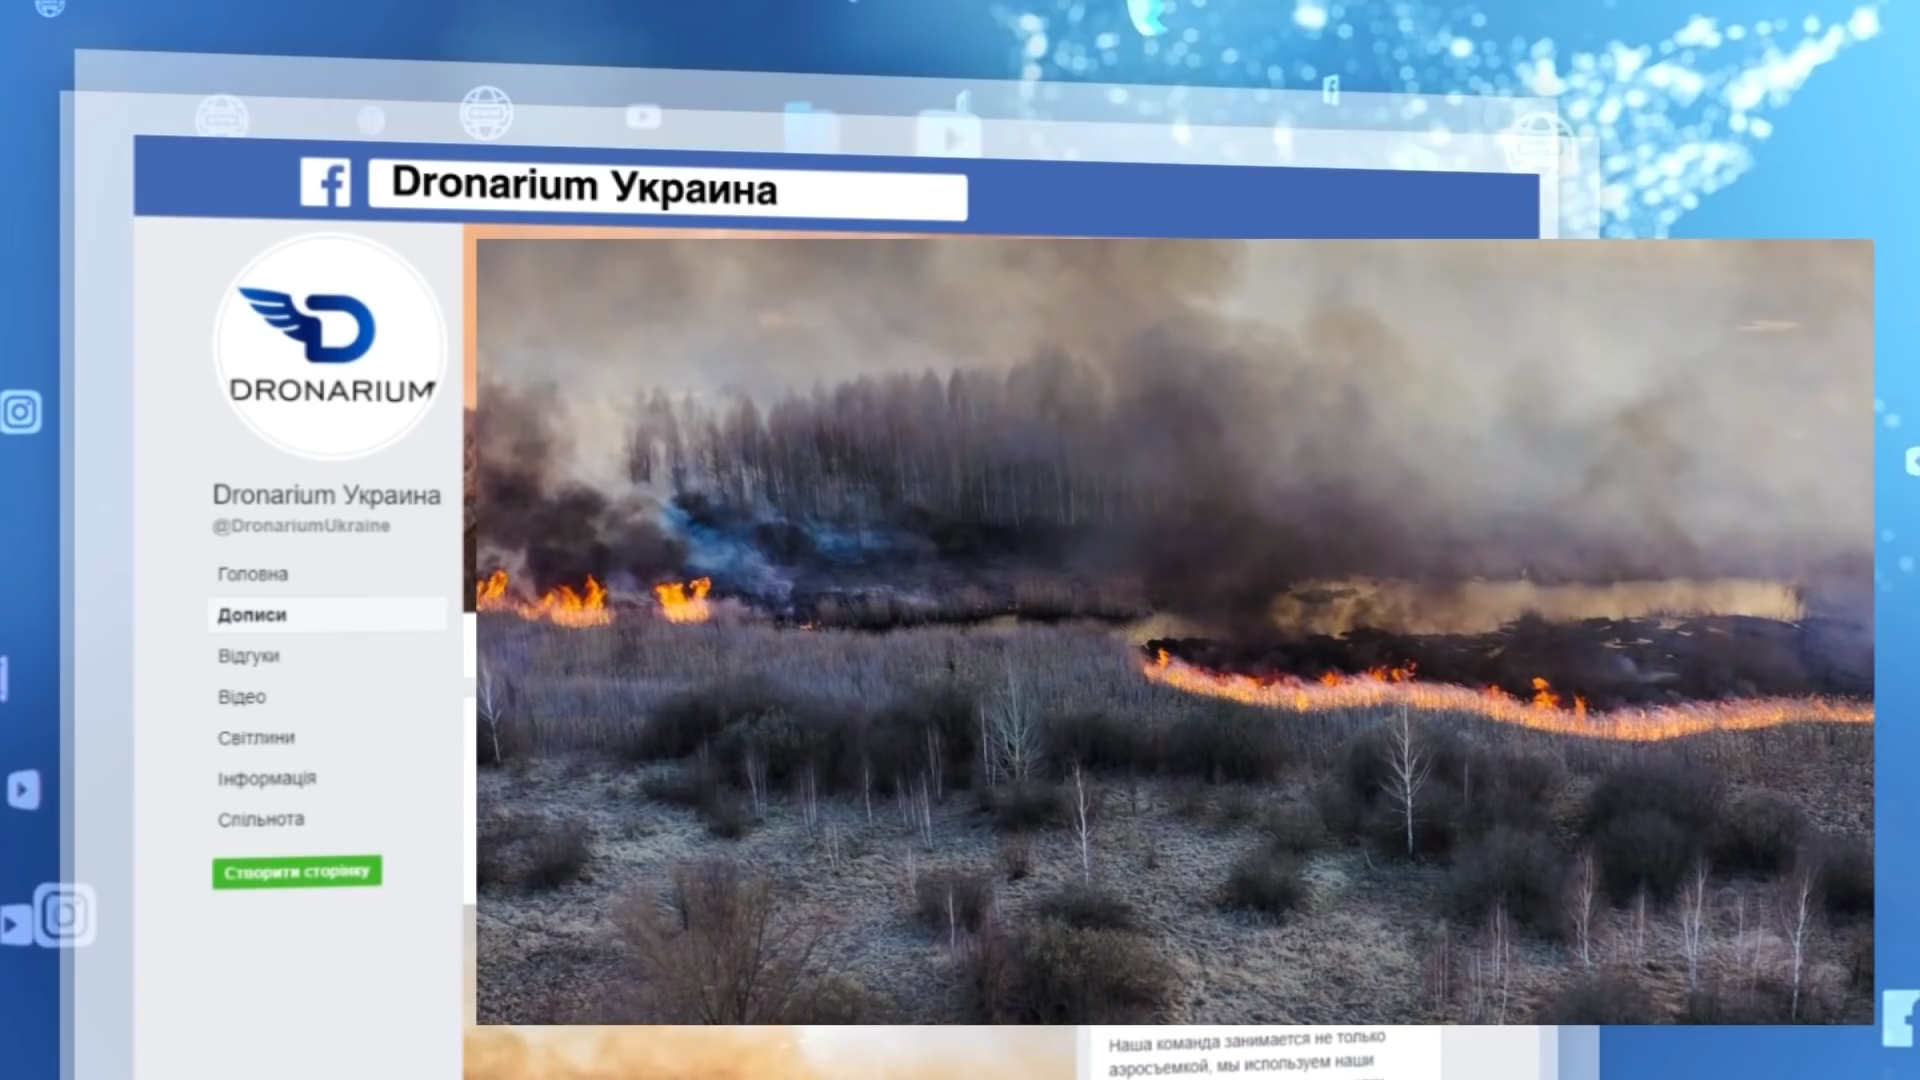 Dronarium Украина
DRONARIUM
Dronarium Украина
@DronariumUkraine
Головна
Дописи
Відгуки
Відео
Світлини
Інформація
Спільнота
Створити сторінку
Наша команда занимается не только
аэросъемкой, мы используем наши